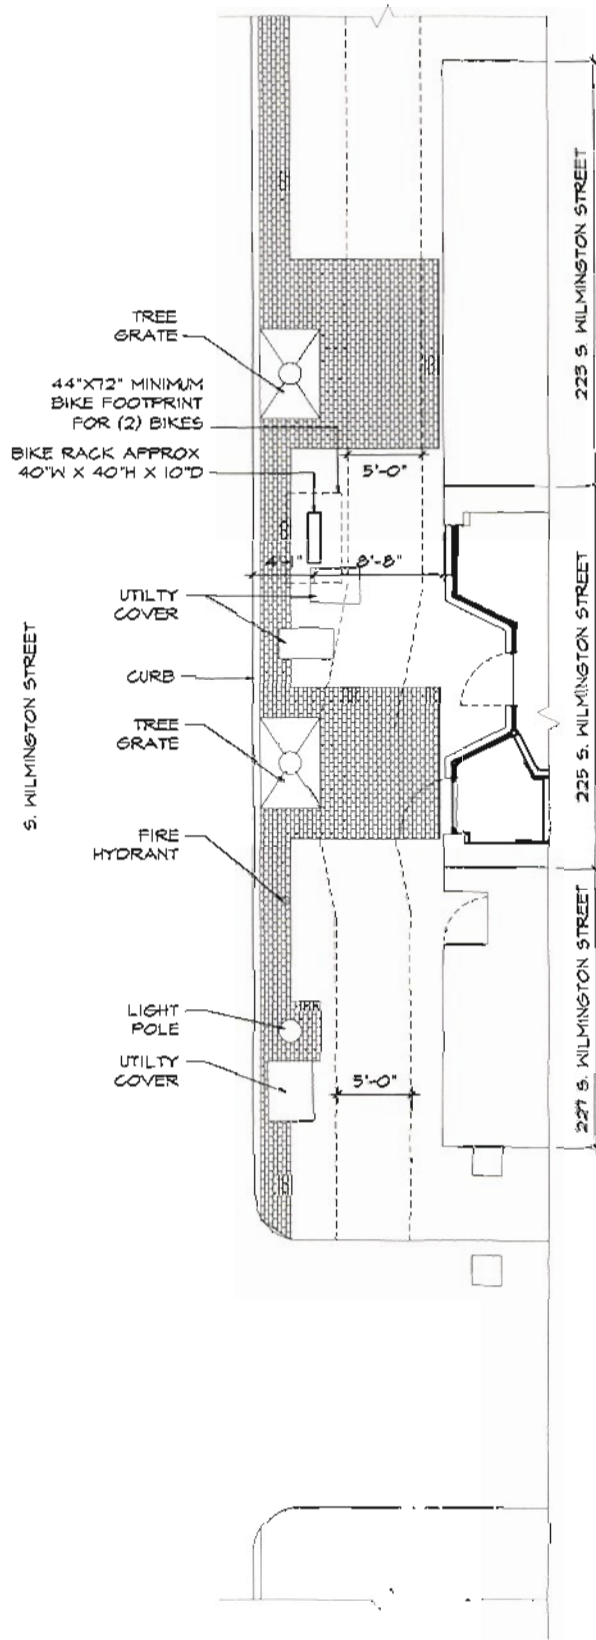 223 S. WILMINGTON STREET
TREE
GRATE
44"X72" MINIMUM
BIKE FOOTPRINT
FOR (2) BIKES
BIKE RACK APPROX
40"W X 40"H X 10"D
5'-0"
8'-8"
UTILTY
COVER
S. WILMINGTON STREET
CURB
225 S. WILMINGTON STREET
TREE
GRATE
FIRE
HYDRANT
227 S. WILMINGTON STREET
LIGHT
POLE
UTILTY
COVER
5'-0"